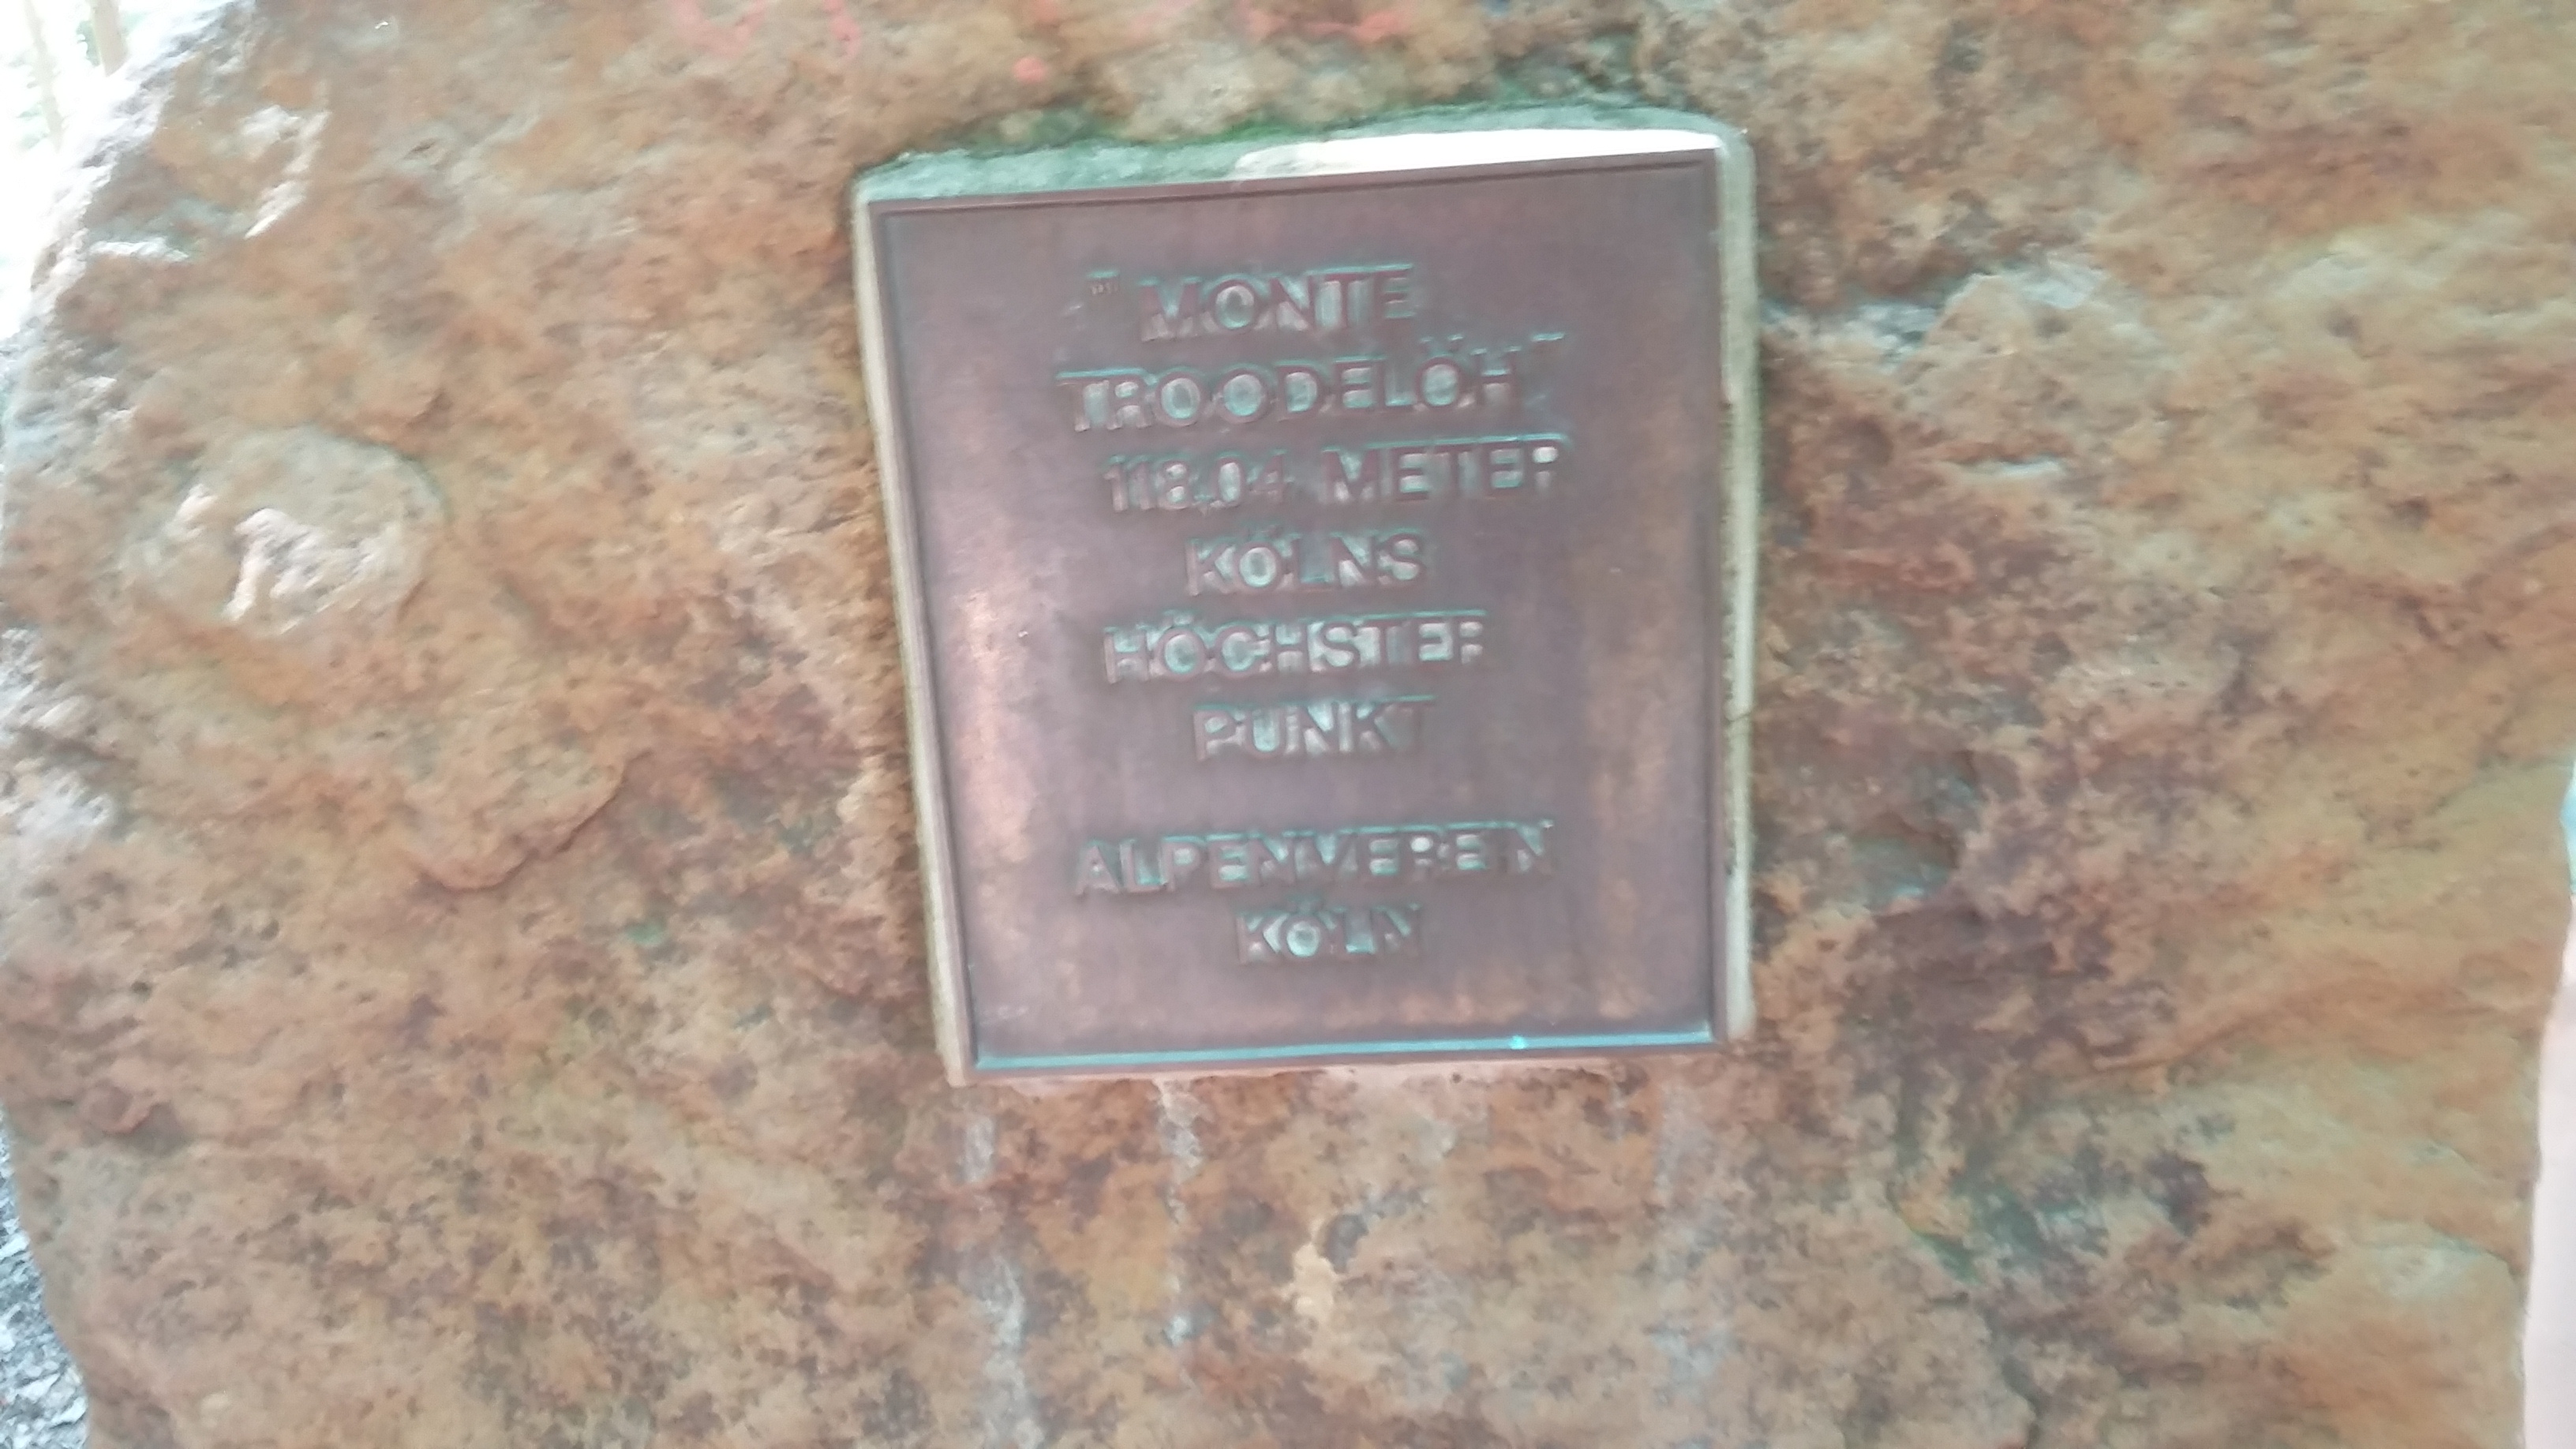 "MONTE
TROODELÖH"
118,04 METER
KÖLNS
HÖCHSTER
PUNKT
ALPENVEREIN
KÖLN